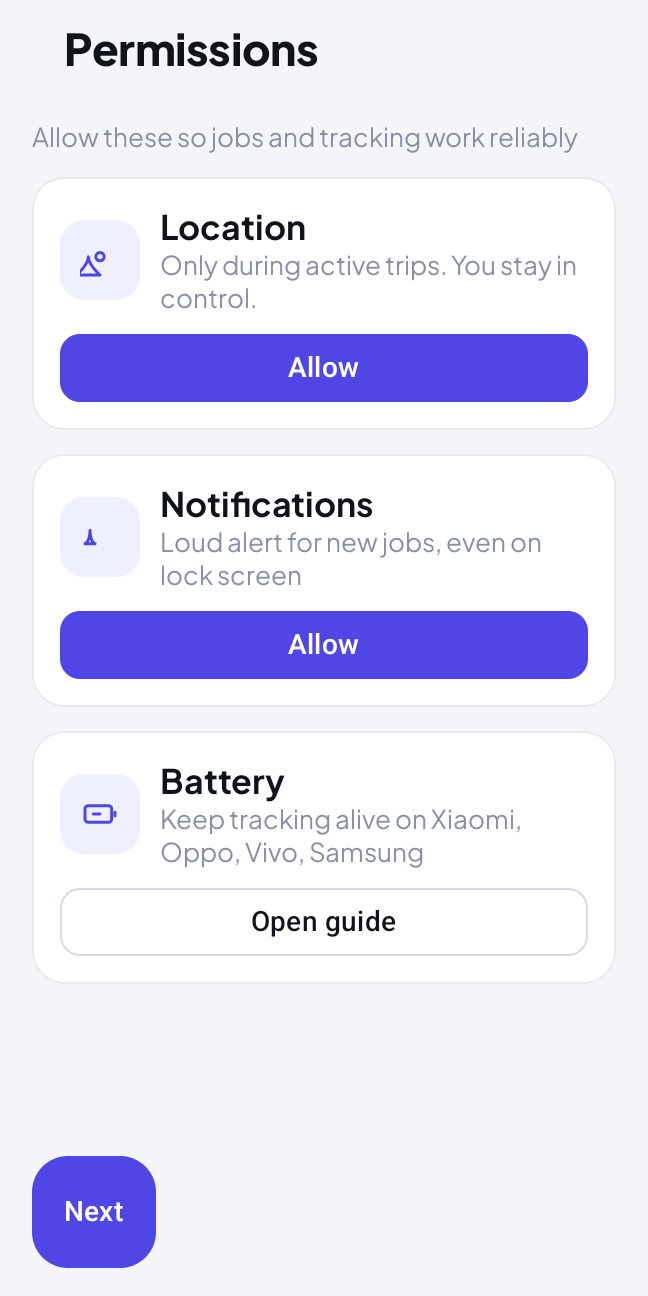 Permissions
Allow these so jobs and tracking work reliably
Location
Only during active trips. You stay in
control.
Allow
Notifications
Loud alert for new jobs, even on
lock screen
Allow
Battery
Keep tracking alive on Xiaomi,
Oppo, Vivo, Samsung
Open guide
Next